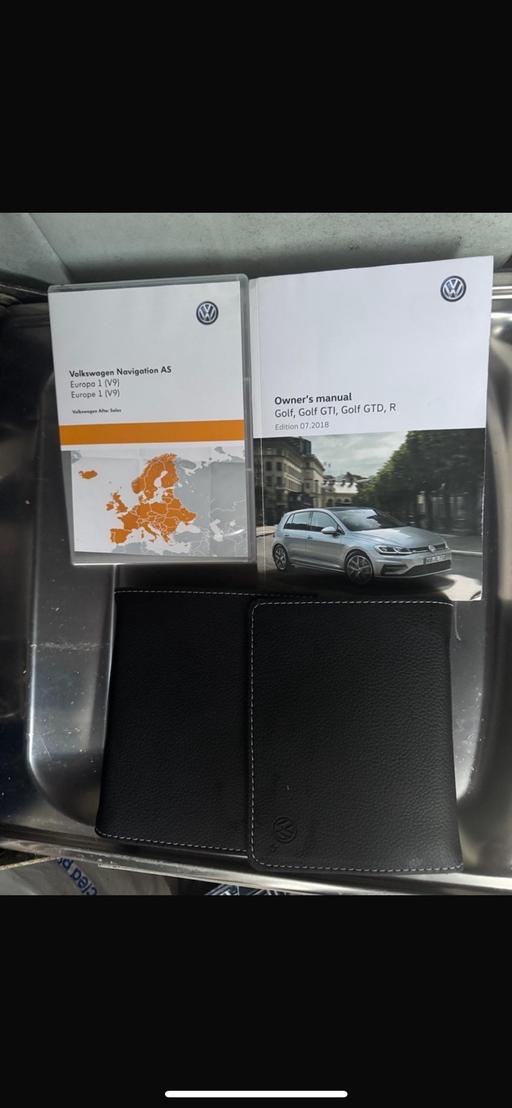 Volkswagen Navigation AS
Europa 1 (V9)
Europe 1 (V9)
Volkswagen After Sales
Owner's manual
Golf, Golf GTI, Golf GTD, R
Edition 07.2018